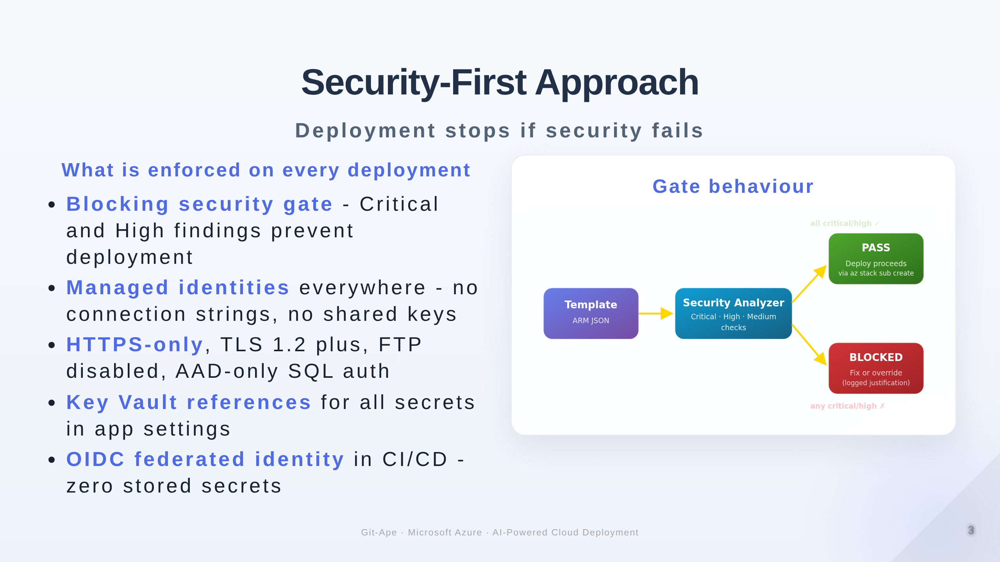 Security-First Approach
Deployment stops if security fails
What is enforced on every deployment
• Blocking security gate - Critical
and High findings prevent
deployment
• Managed identities everywhere - no
connection strings, no shared keys
• HTTPS-only, TLS 1.2 plus, FTP
disabled, AAD-only SQL auth
• Key Vault references for all secrets
in app settings
• OIDC federated identity in CI/CD -
zero stored secrets
Gate behaviour
all critical/high ✓
PASS
Deploy proceeds
via az stack sub create
Template
ARM JSON
Security Analyzer
Critical · High · Medium
checks
BLOCKED
Fix or override
(logged justification)
any critical/high ✗
Git-Ape · Microsoft Azure · AI-Powered Cloud Deployment
3